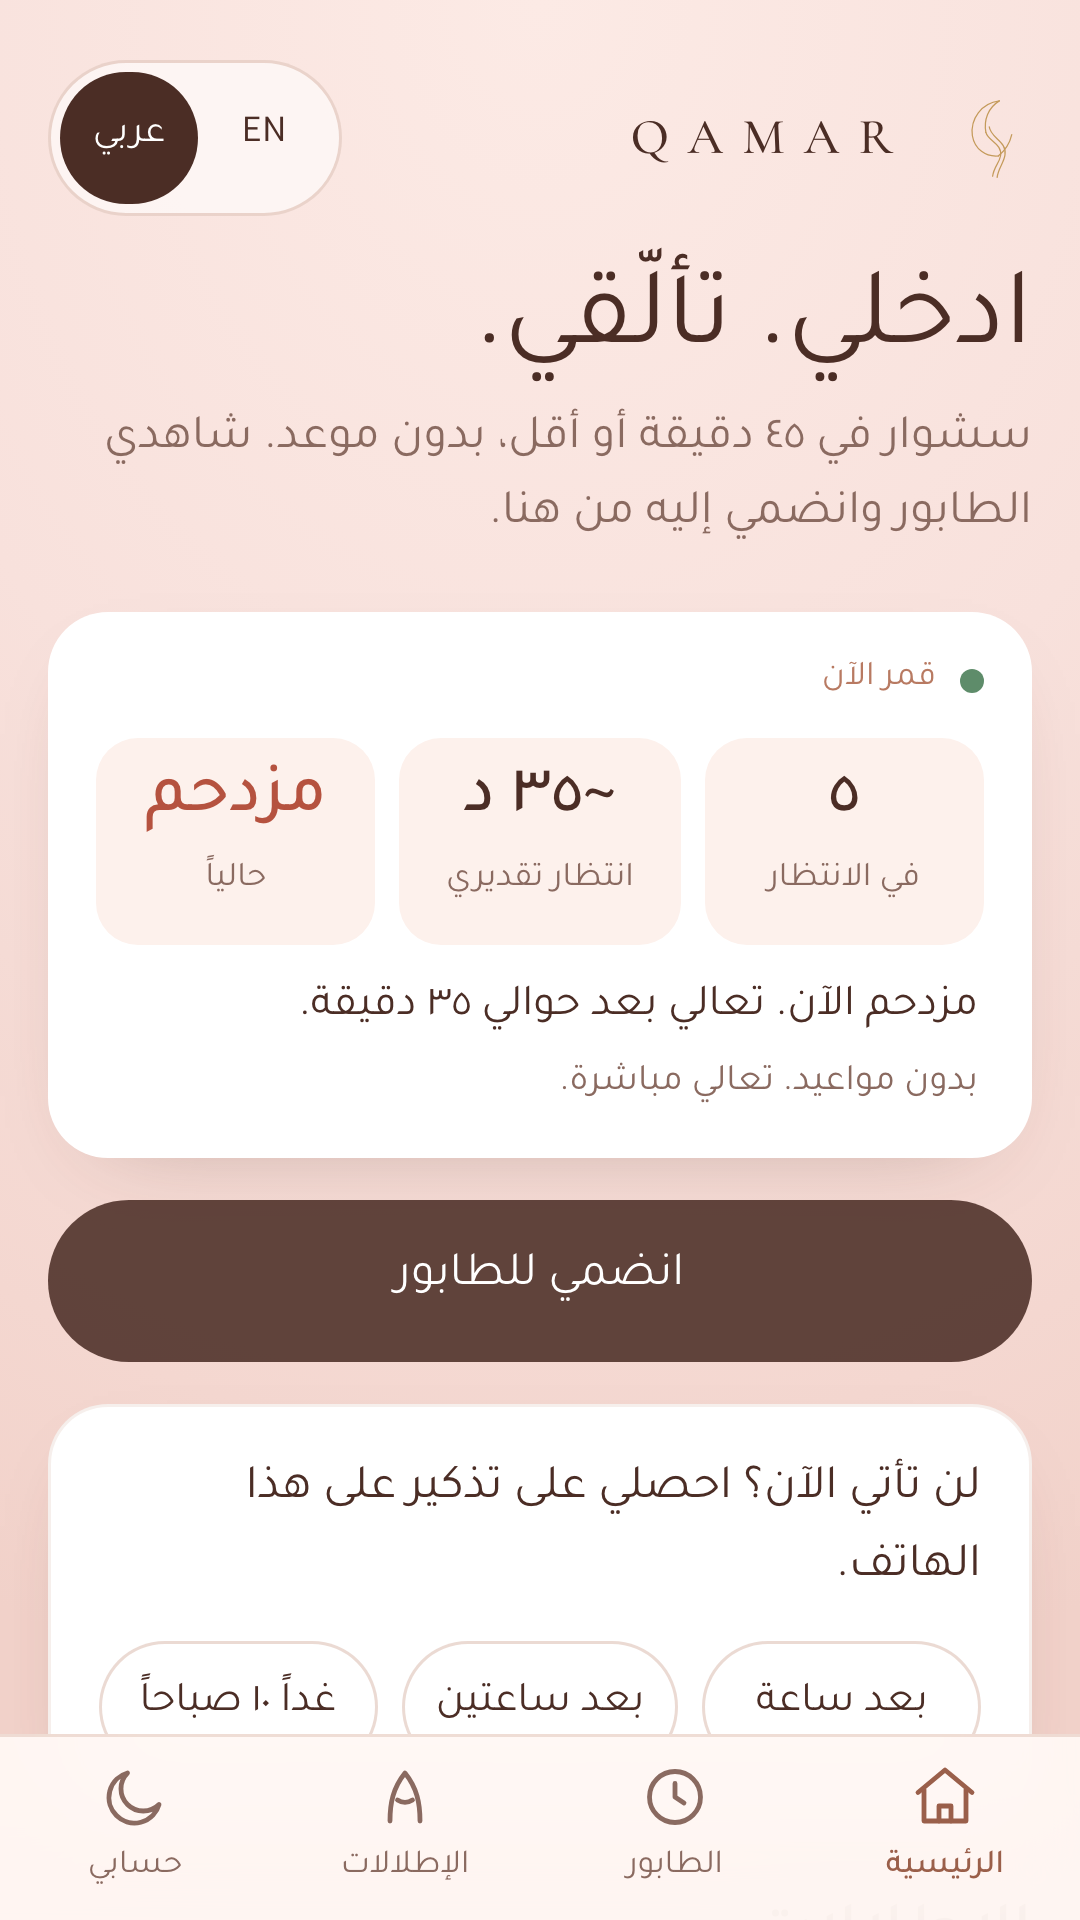 QAMAR
EN
عربي
ادخلي. تألّقي.
سشوار في ٤٥ دقيقة أو أقل، بدون موعد. شاهدي
الطابور وانضمي إليه من هنا.
قمر الآن
٥
في الانتظار
~٣٥ د
انتظار تقديري
مزدحم
حالياً
مزدحم الآن. تعالي بعد حوالي ٣٥ دقيقة.
بدون مواعيد. تعالي مباشرة.
انضمي للطابور
لن تأتي الآن؟ احصلي على تذكير على هذا
الهاتف.
بعد ساعة
بعد ساعتين
غداً ١٠ صباحاً
الرئيسية
الطابور
الإطلالات
حسابي